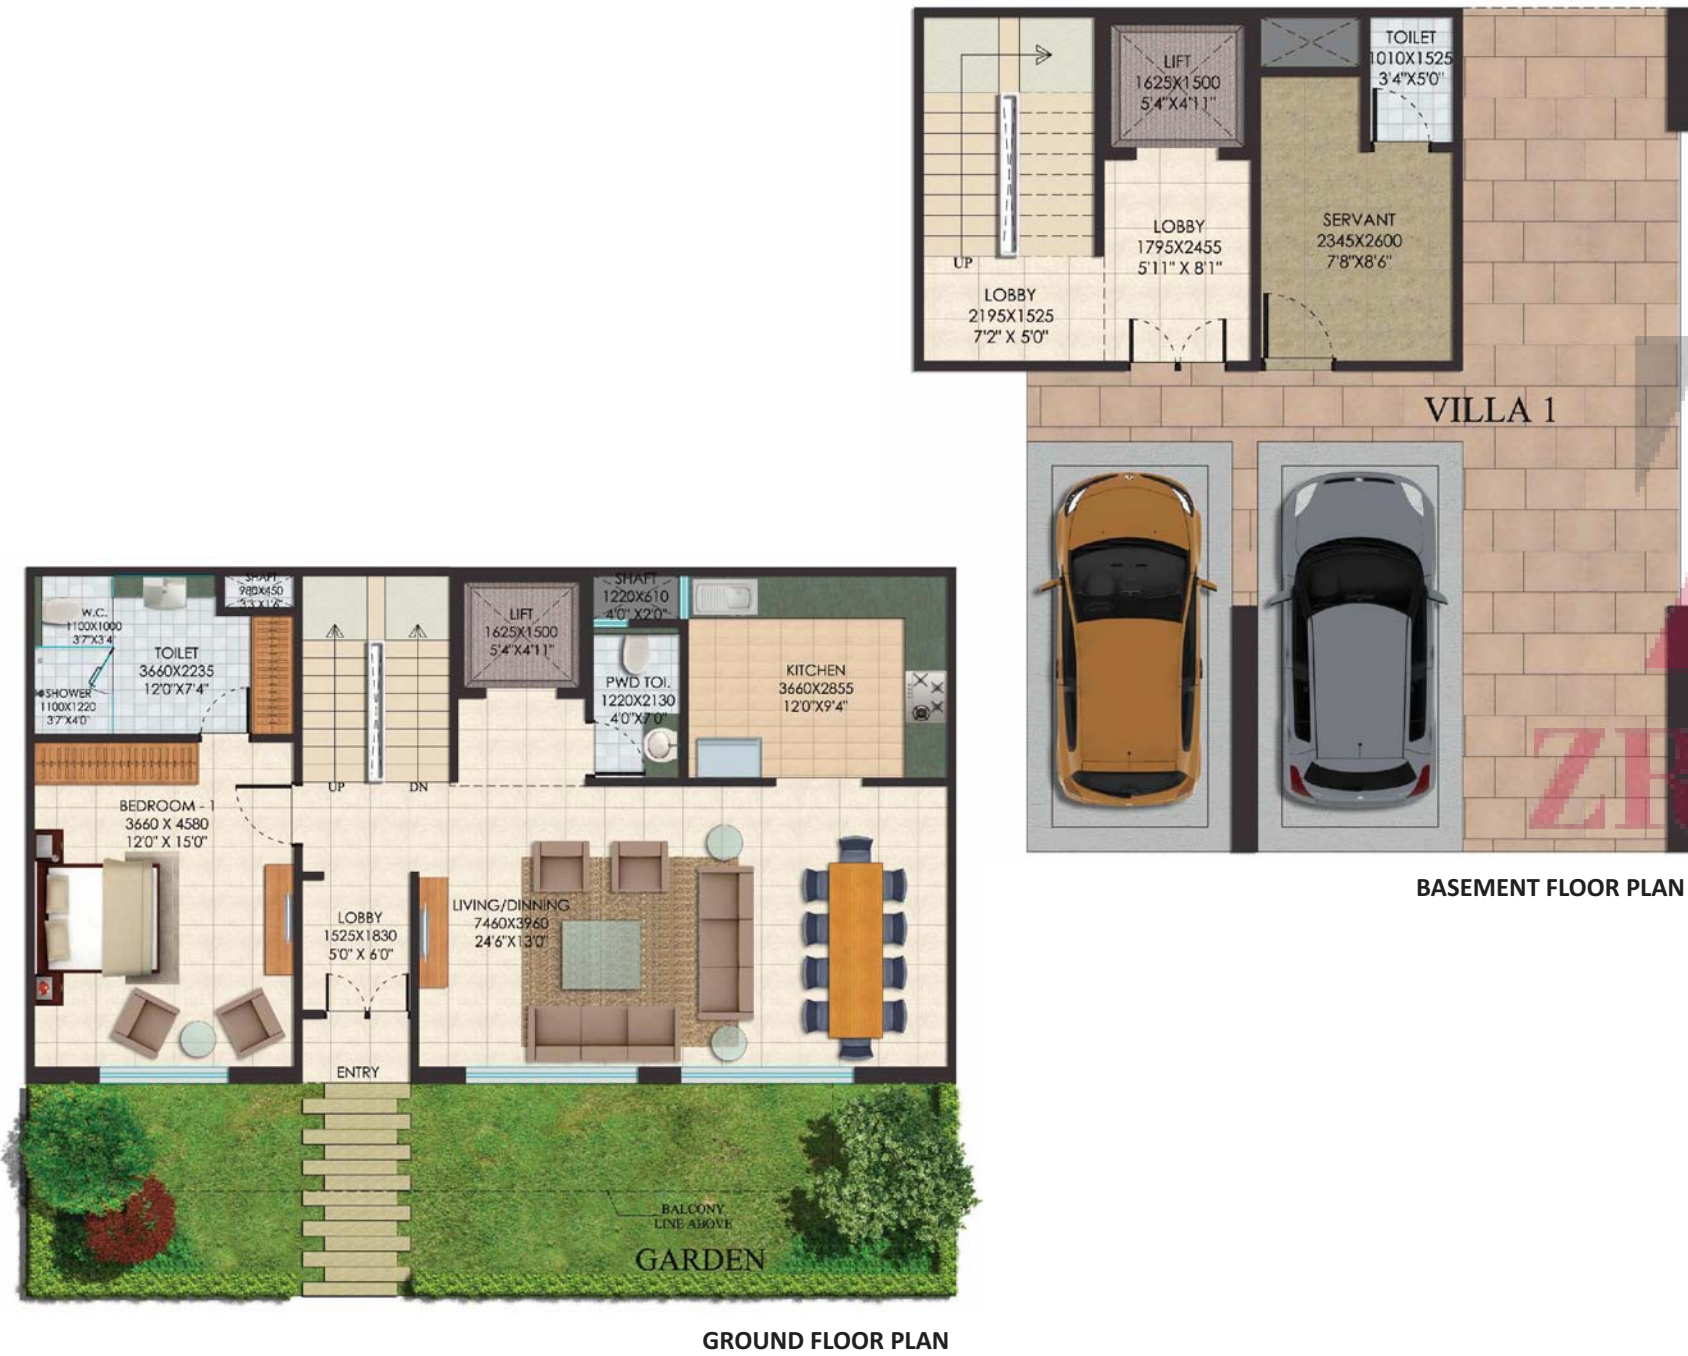 LIFT
1625X1500
5'4"X4'11"
TOILET
1010X1525
3'4"X5'0"
LOBBY
1795X2455
5'11" X 8'1"
SERVANT
2345X2600
7'8"X8'6"
UP
LOBBY
2195X1525
7'2" X 5'0"
VILLA 1
BASEMENT FLOOR PLAN
W.C.
1100X1000
3'7"X3'4"
TOILET
3660X2235
12'0"X7'4"
SHOWER
1100X1220
3'7"X4'0"
SHAFT
980X450
3'3"X1'6"
LIFT
1625X1500
5'4"X4'11"
SHAFT
1220X610
4'0" X2'0"
PWD TOI.
1220X2130
4'0"X7'0"
KITCHEN
3660X2855
12'0"X9'4"
UP
DN
BEDROOM - 1
3660 X 4580
12'0" X 15'0"
LOBBY
1525X1830
5'0" X 6'0"
LIVING/DINNING
7460X3960
24'6"X13'0"
ENTRY
BALCONY
LINE ABOVE
GARDEN
GROUND FLOOR PLAN